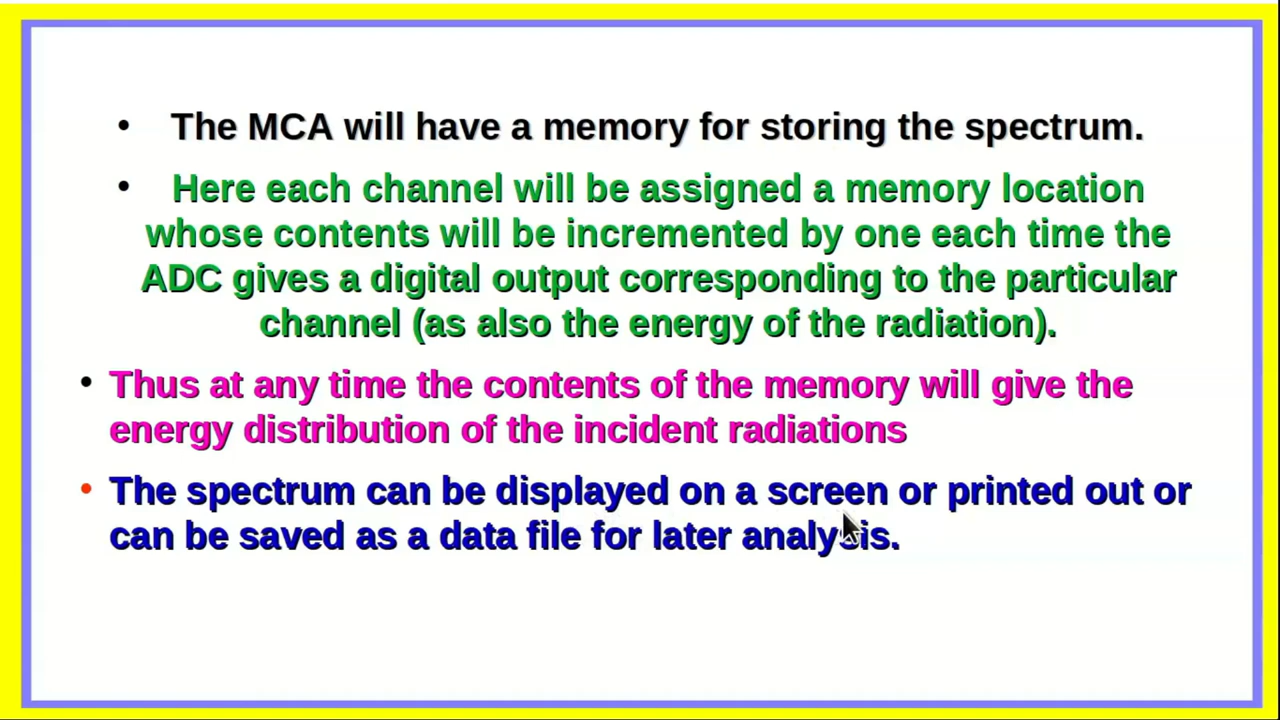 • The MCA will have a memory for storing the spectrum.
• Here each channel will be assigned a memory location
whose contents will be incremented by one each time the
ADC gives a digital output corresponding to the particular
channel (as also the energy of the radiation).
• Thus at any time the contents of the memory will give the
energy distribution of the incident radiations
• The spectrum can be displayed on a screen or printed out or
can be saved as a data file for later analysis.